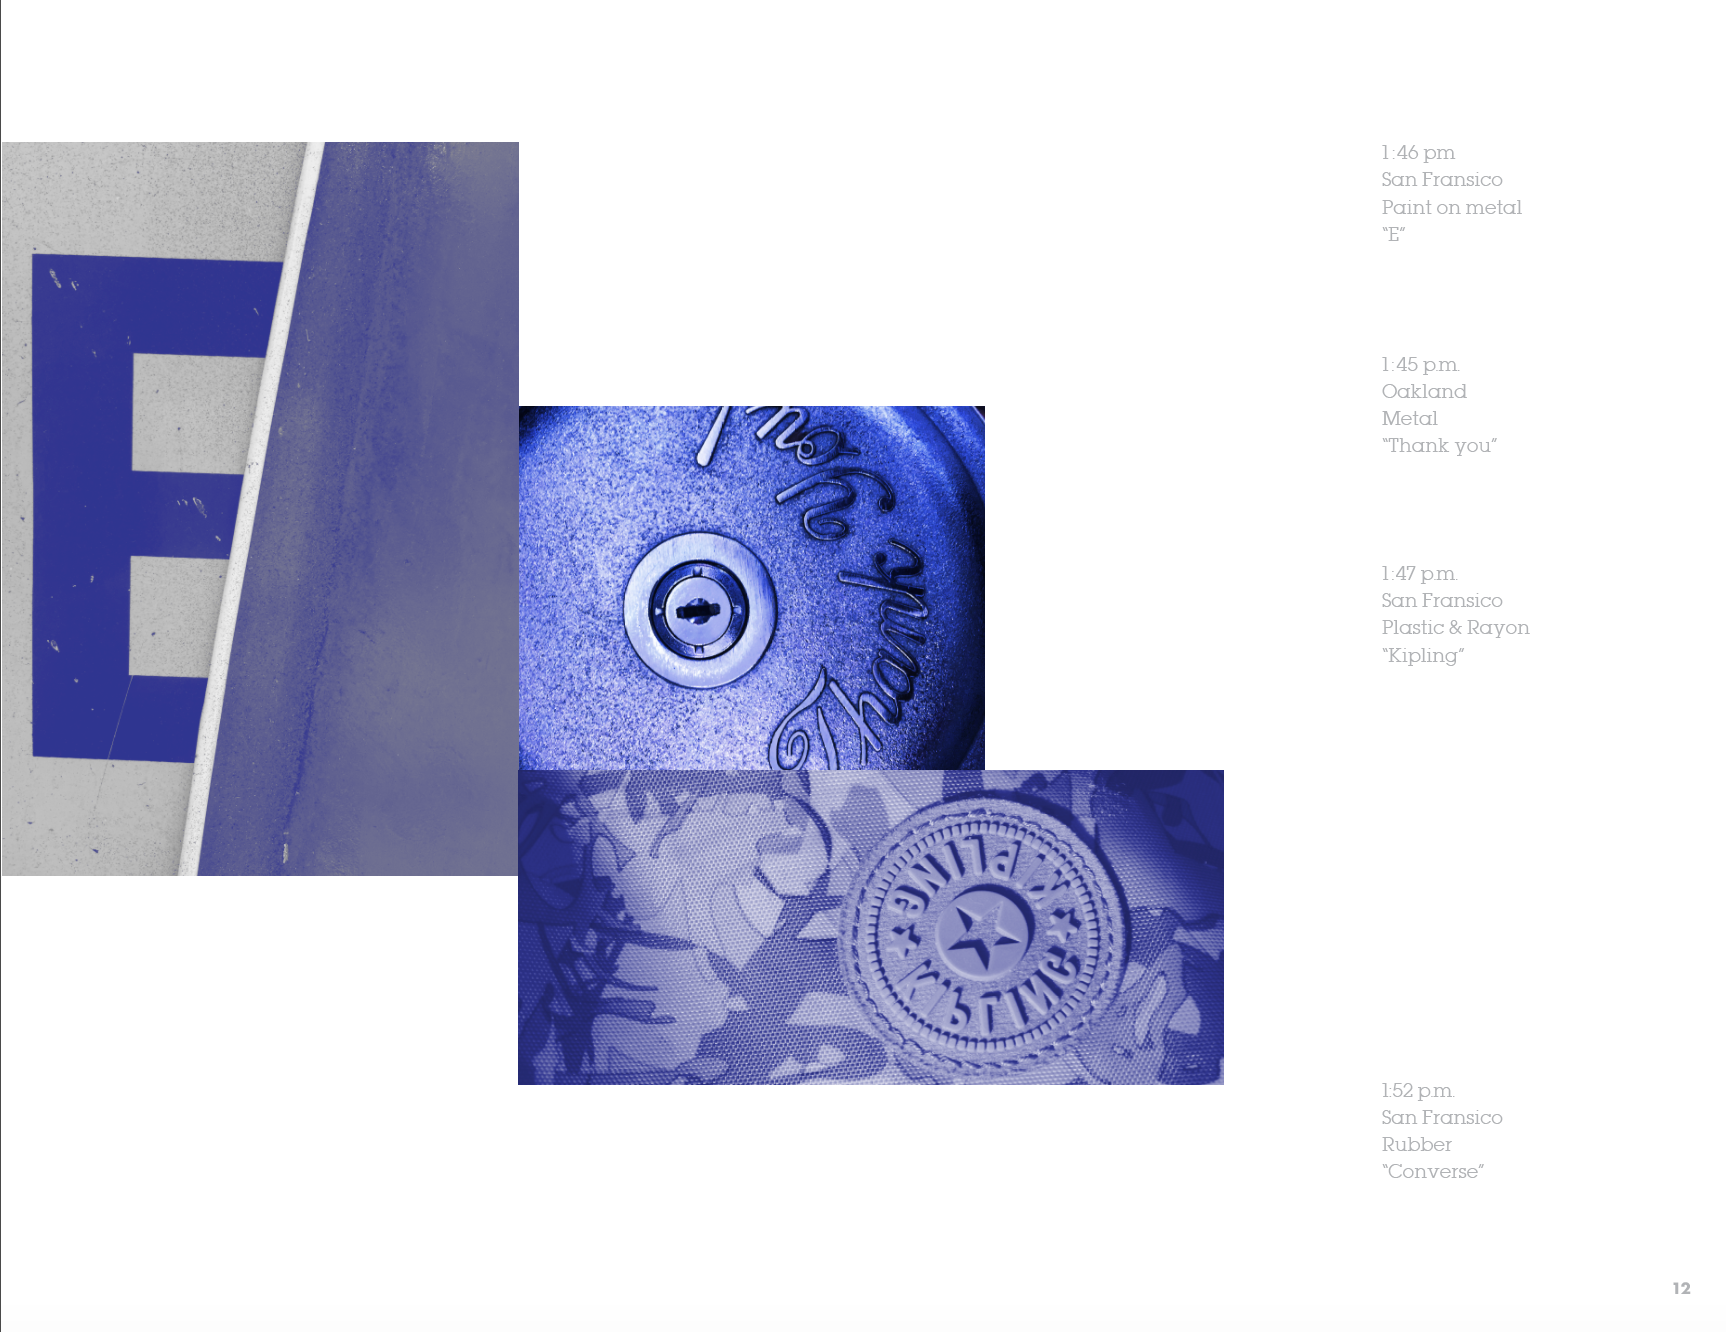 E
Thank you!
KIPLING
KIPLING
1:46 pm
San Fransico
Paint on metal
“E”
1:45 p.m.
Oakland
Metal
“Thank you”
1:47 p.m.
San Fransico
Plastic & Rayon
“Kipling”
1:52 p.m.
San Fransico
Rubber
“Converse”
12